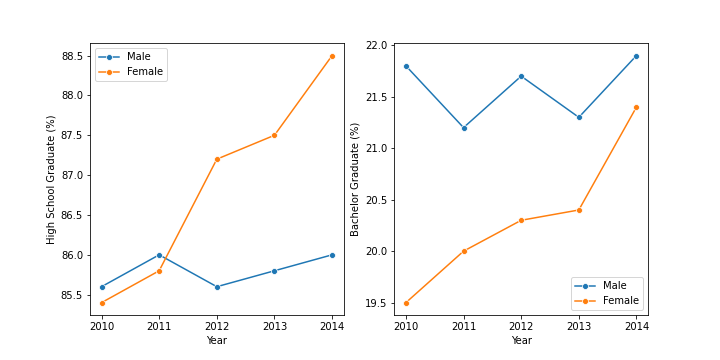 High School Graduate (%)
88.5
88.0
87.5
87.0
86.5
86.0
85.5
Male
Female
2010 2011 2012 2013 2014
Year
Bachelor Graduate (%)
22.0
21.5
21.0
20.5
20.0
19.5
Male
Female
2010 2011 2012 2013 2014
Year